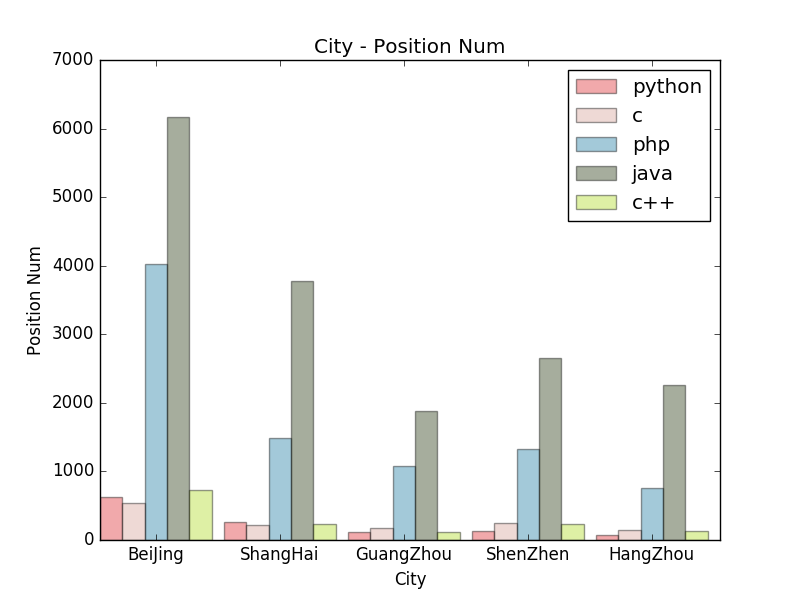 City - Position Num
7000
6000
5000
4000
3000
2000
1000
0
Position Num
python
c
php
java
c++
BeiJing ShangHai GuangZhou ShenZhen HangZhou
City